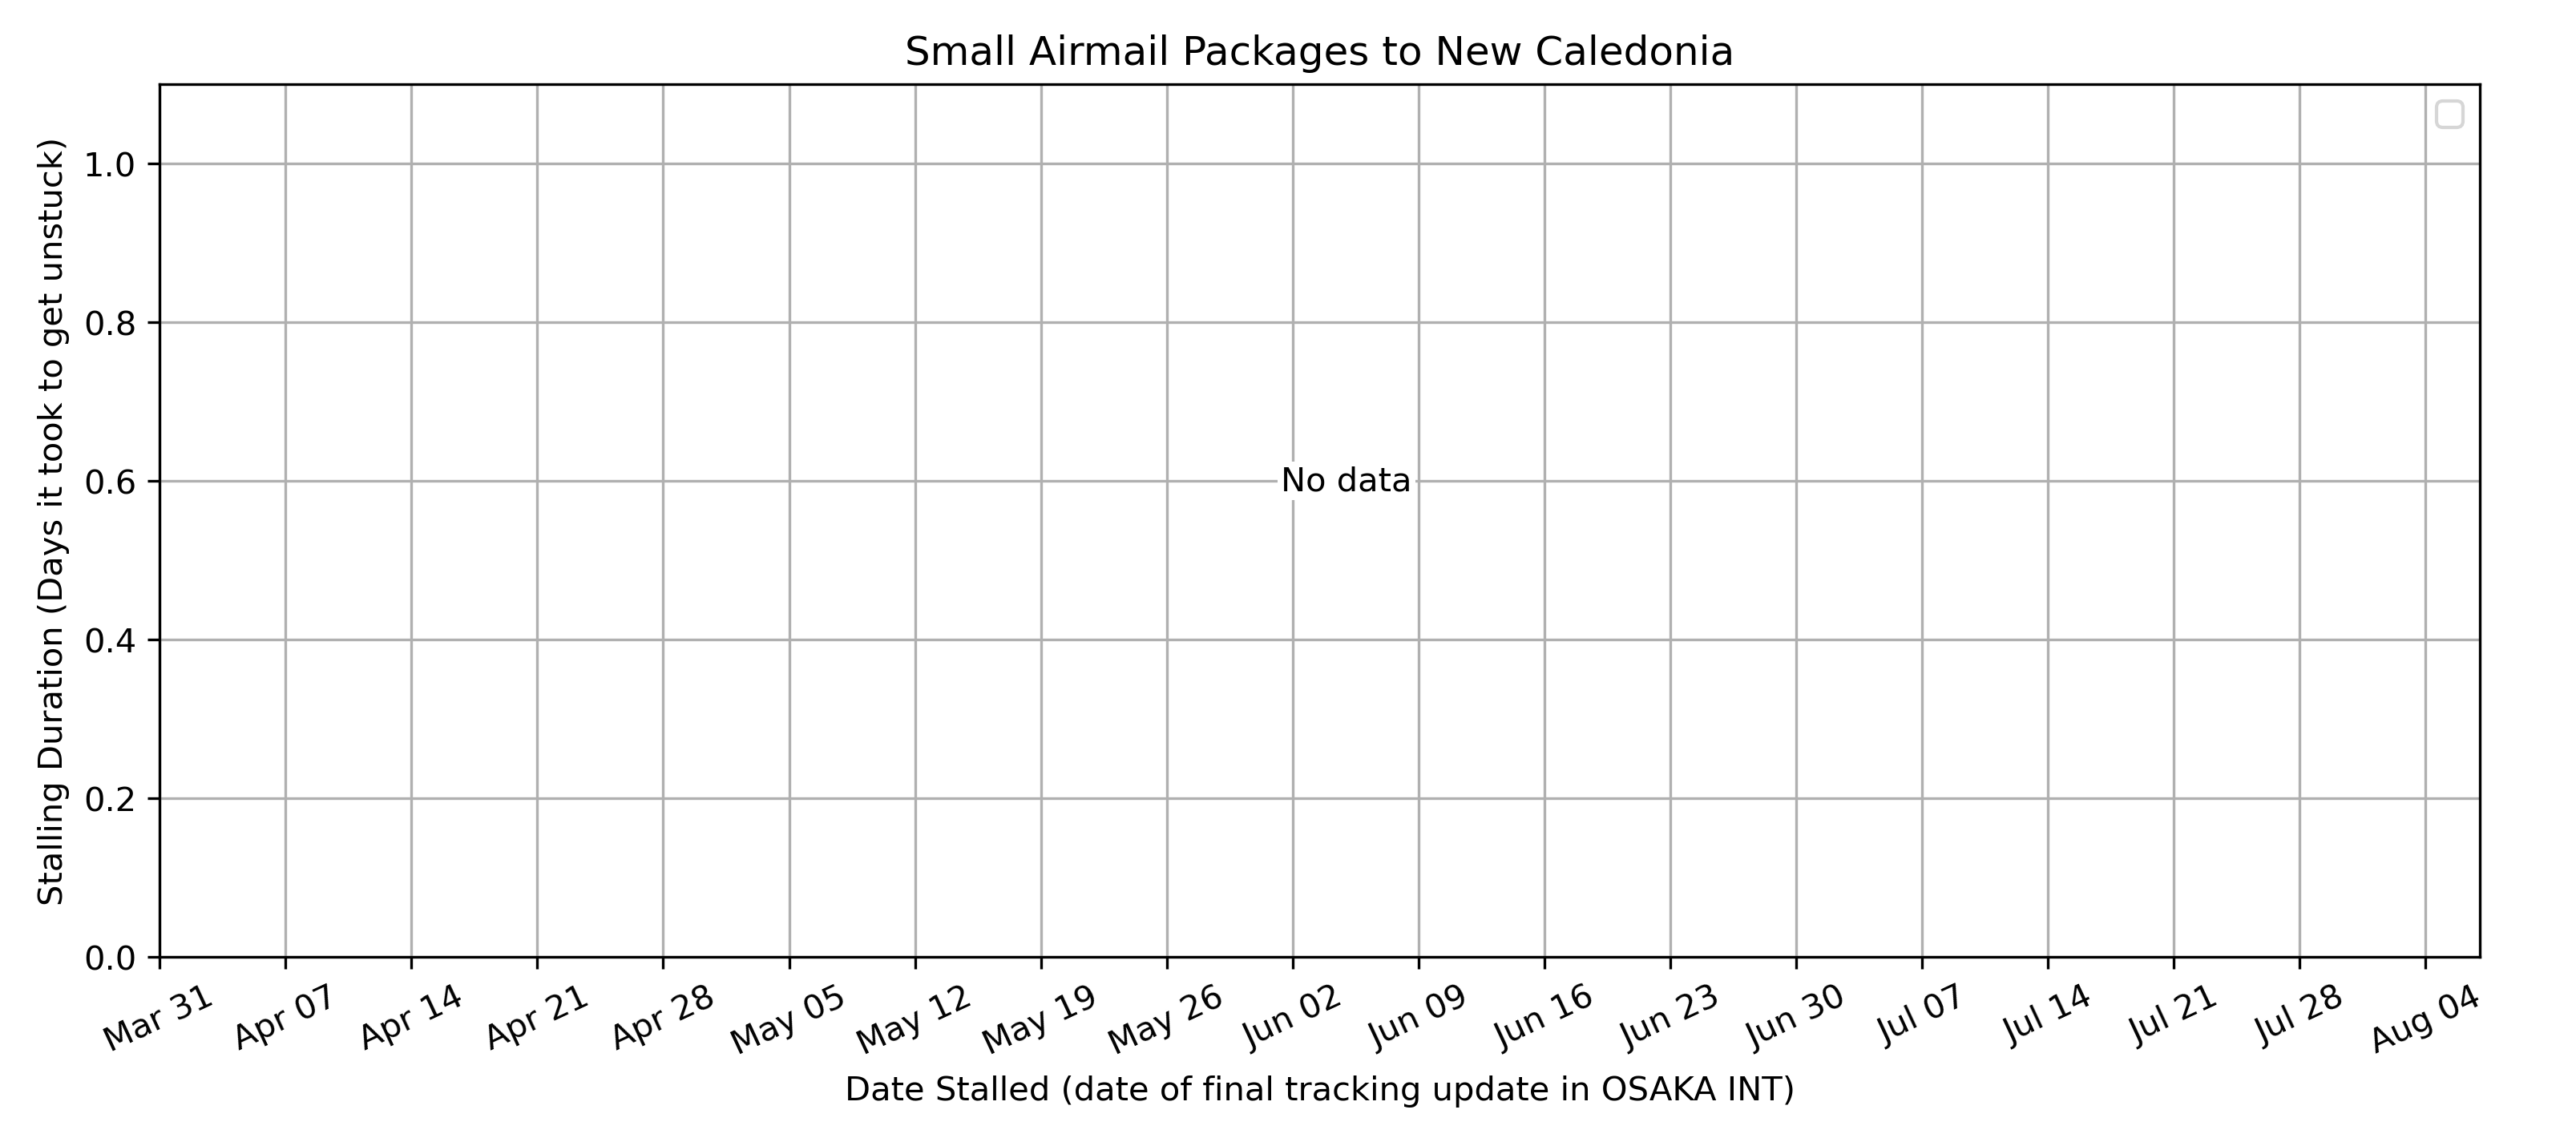 Small Airmail Packages to New Caledonia
Stalling Duration (Days it took to get unstuck)
1.0
0.8
0.6
0.4
0.2
0.0
No data
Mar 31
Apr 07
Apr 14
Apr 21
Apr 28
May 05
May 12
May 19
May 26
Jun 02
Jun 09
Jun 16
Jun 23
Jun 30
Jul 07
Jul 14
Jul 21
Jul 28
Aug 04
Date Stalled (date of final tracking update in OSAKA INT)